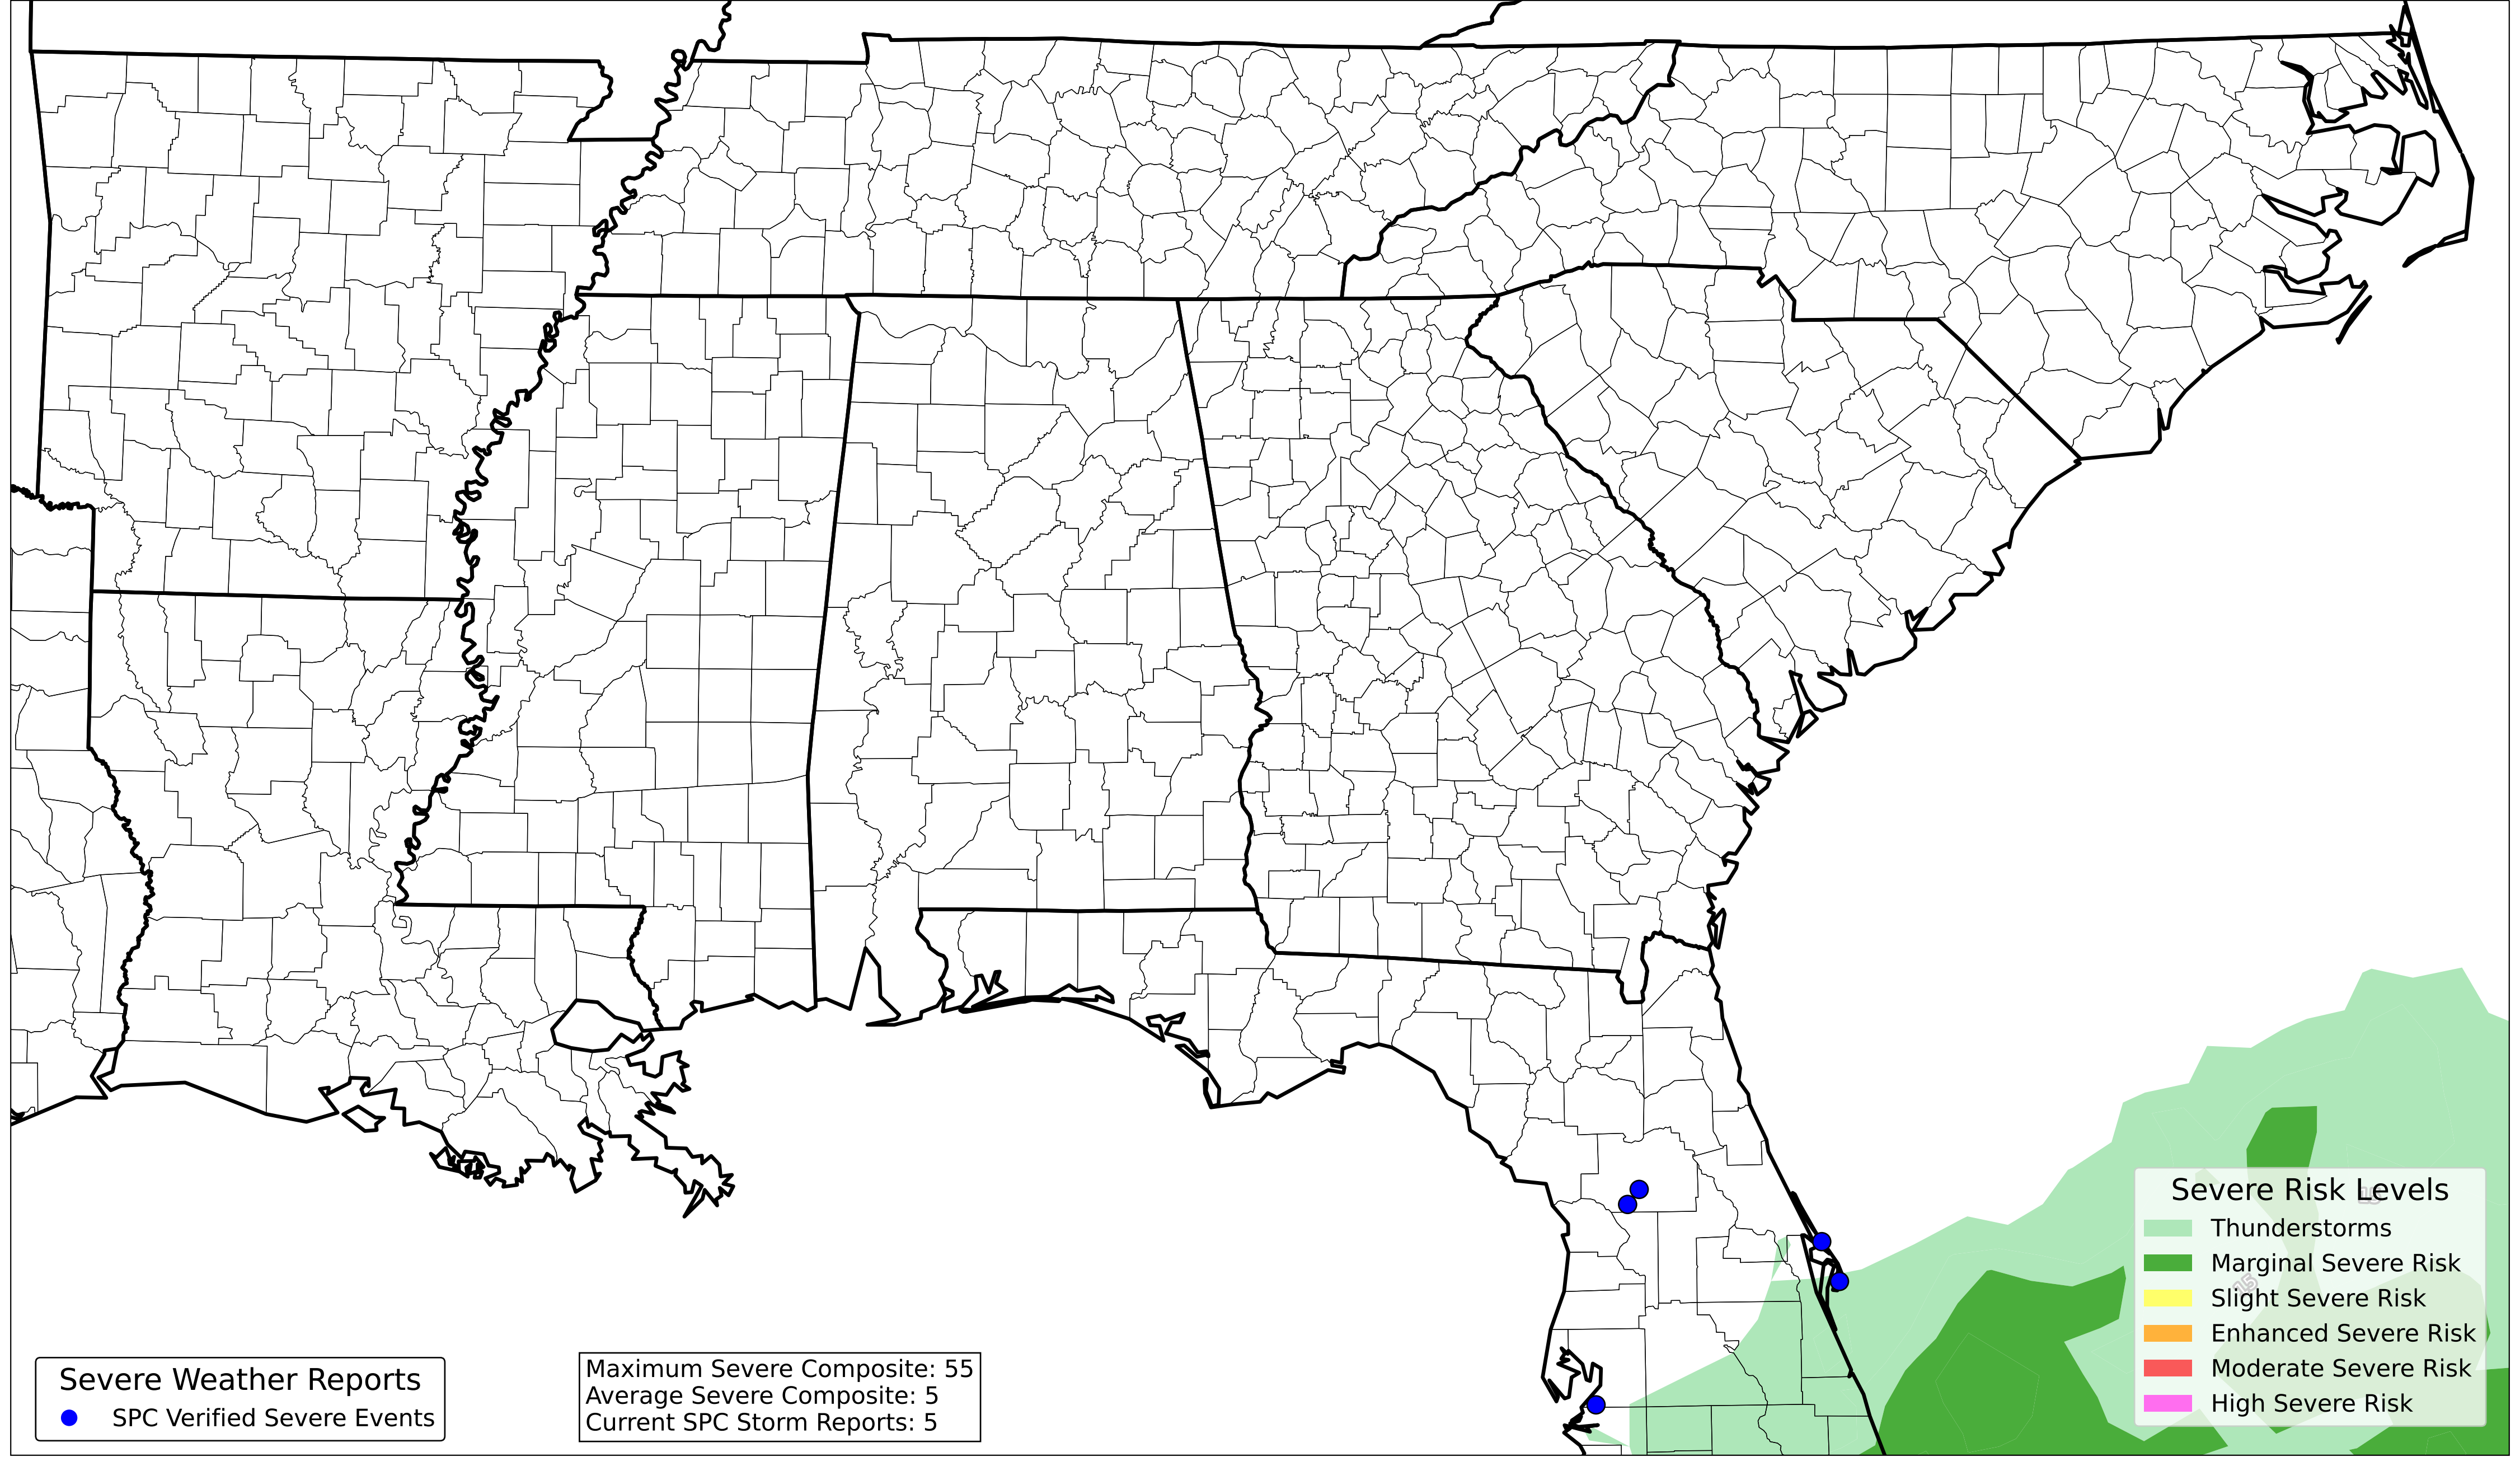 15
15
Severe Risk Levels
Thunderstorms
Marginal Severe Risk
Slight Severe Risk
Enhanced Severe Risk
Moderate Severe Risk
High Severe Risk
Severe Weather Reports
SPC Verified Severe Events
Maximum Severe Composite: 55
Average Severe Composite: 5
Current SPC Storm Reports: 5